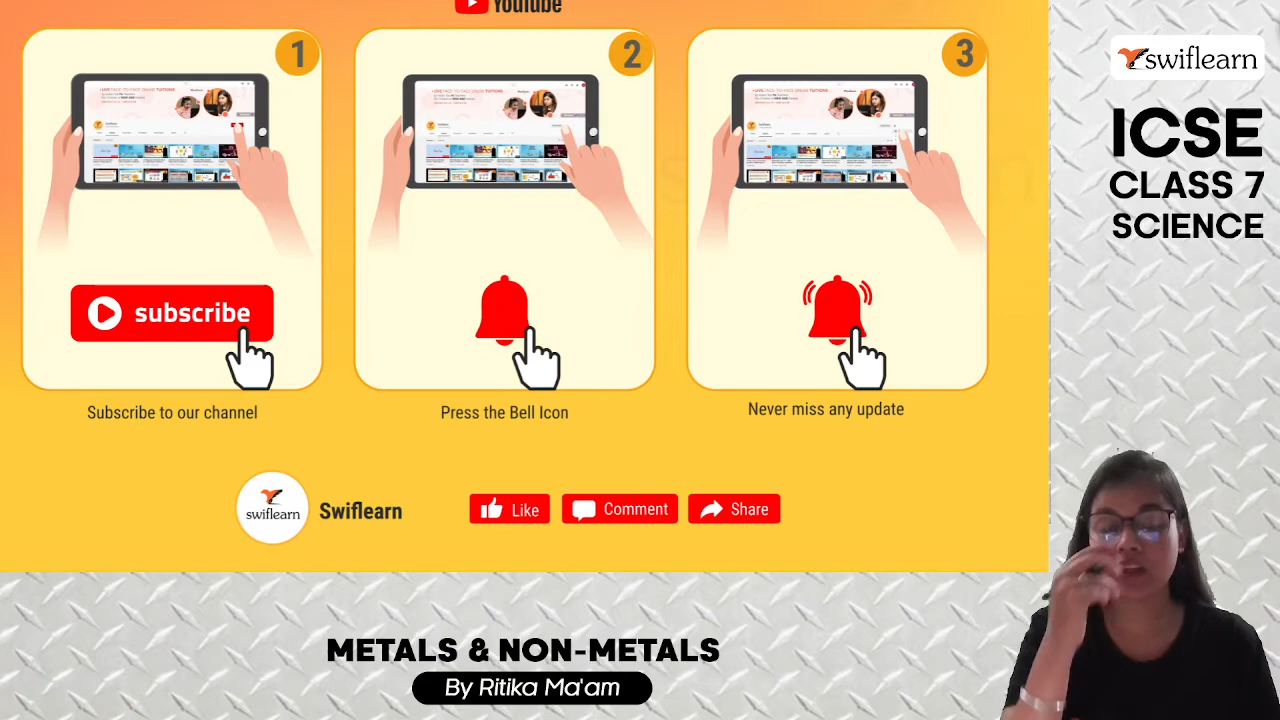 YouTube
1
2
3
subscribe
Subscribe to our channel
Press the Bell Icon
Never miss any update
swiflearn
Swiflearn
Like
Comment
Share
swiflearn
ICSE
CLASS 7
SCIENCE
METALS & NON-METALS
By Ritika Ma'am